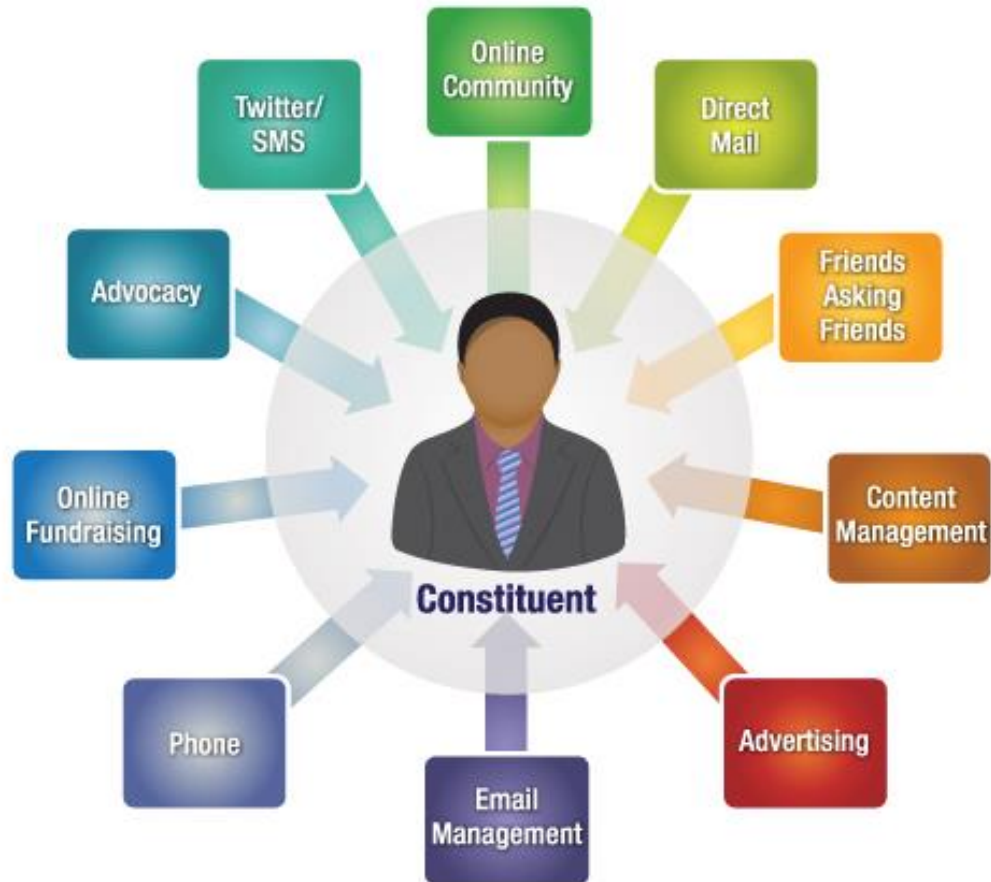 Online
Community
Direct
Mail
Friends
Asking
Friends
Content
Management
Advertising
Email
Management
Phone
Online
Fundraising
Advocacy
Twitter/
SMS
Constituent